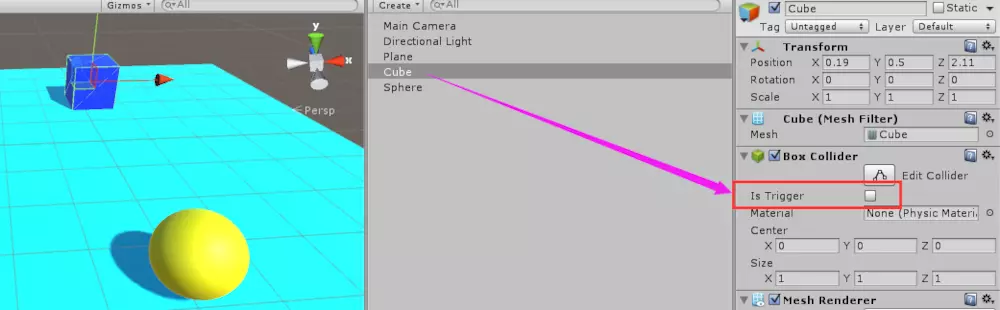 Gizmos All
y
x
Persp
Create All
Main Camera
Directional Light
Plane
Cube
Sphere
Cube Static
Tag Untagged Layer Default
Transform
Position X 0.19 Y 0.5 Z 2.11
Rotation X 0 Y 0 Z 0
Scale X 1 Y 1 Z 1
Cube (Mesh Filter)
Mesh Cube
Box Collider
Edit Collider
Is Trigger
Material None (Physic Materi
Center
X 0 Y 0 Z 0
Size
X 1 Y 1 Z 1
Mesh Renderer